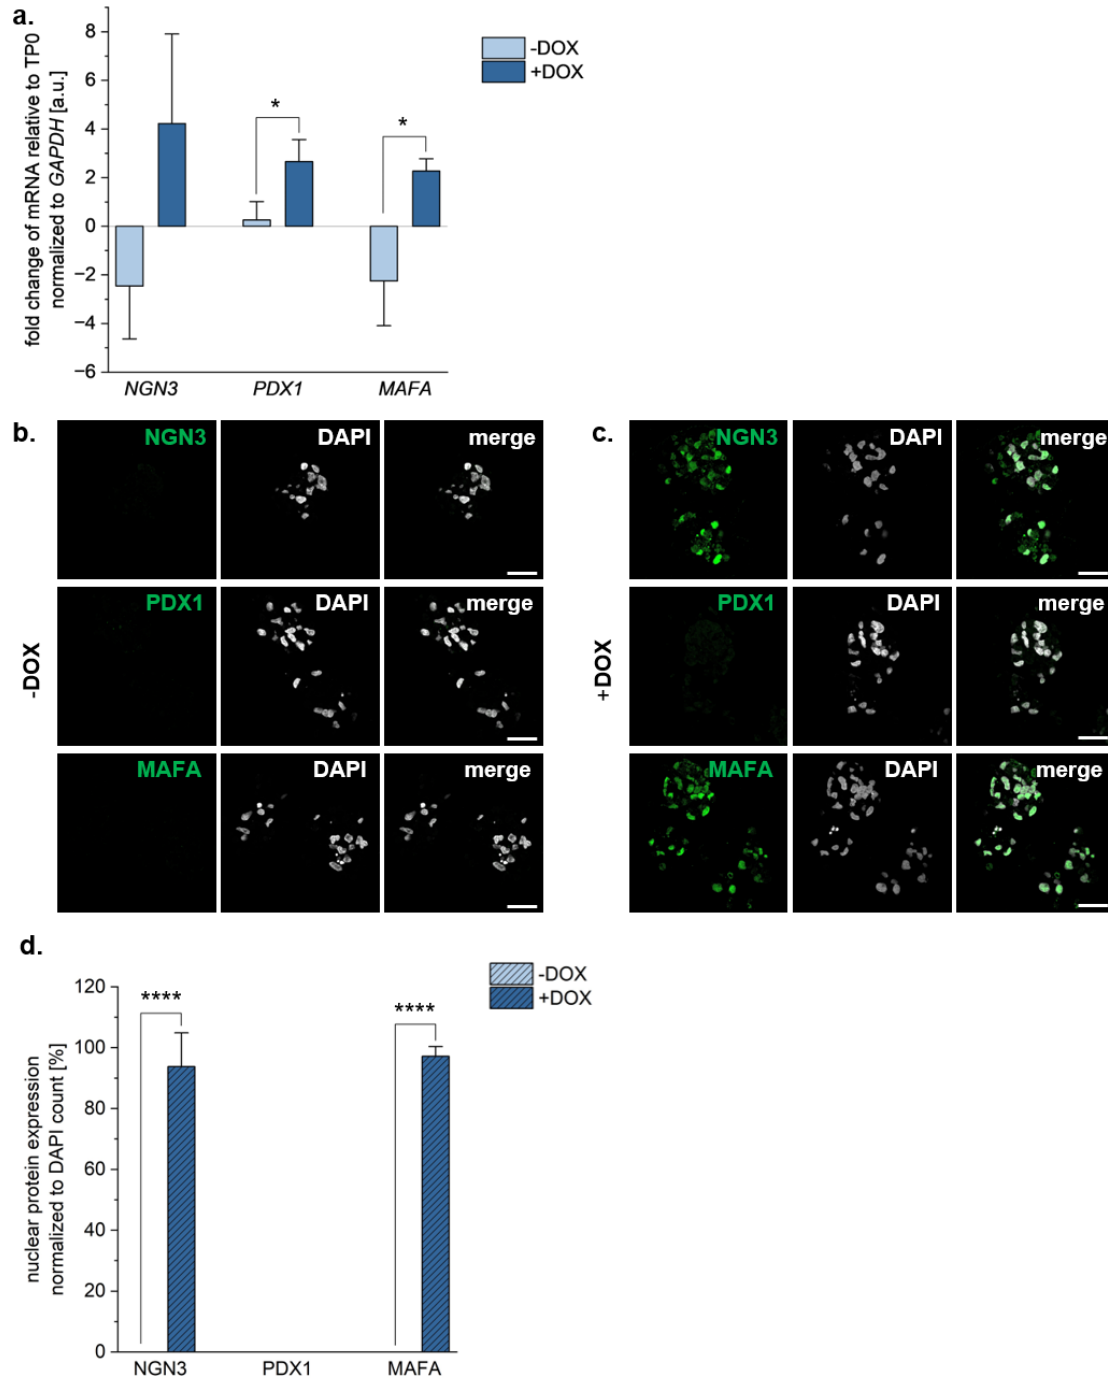 a.
fold change of mRNA relative to TP0
normalized to GAPDH [a.u.]
8
6
4
2
0
−2
−4
−6
*
*
-DOX
+DOX
NGN3 PDX1 MAFA
b.
-DOX
NGN3 DAPI merge
PDX1 DAPI merge
MAFA DAPI merge
c.
+DOX
NGN3 DAPI merge
PDX1 DAPI merge
MAFA DAPI merge
d.
nuclear protein expression
normalized to DAPI count [%]
120
100
80
60
40
20
0
****
****
-DOX
+DOX
NGN3 PDX1 MAFA